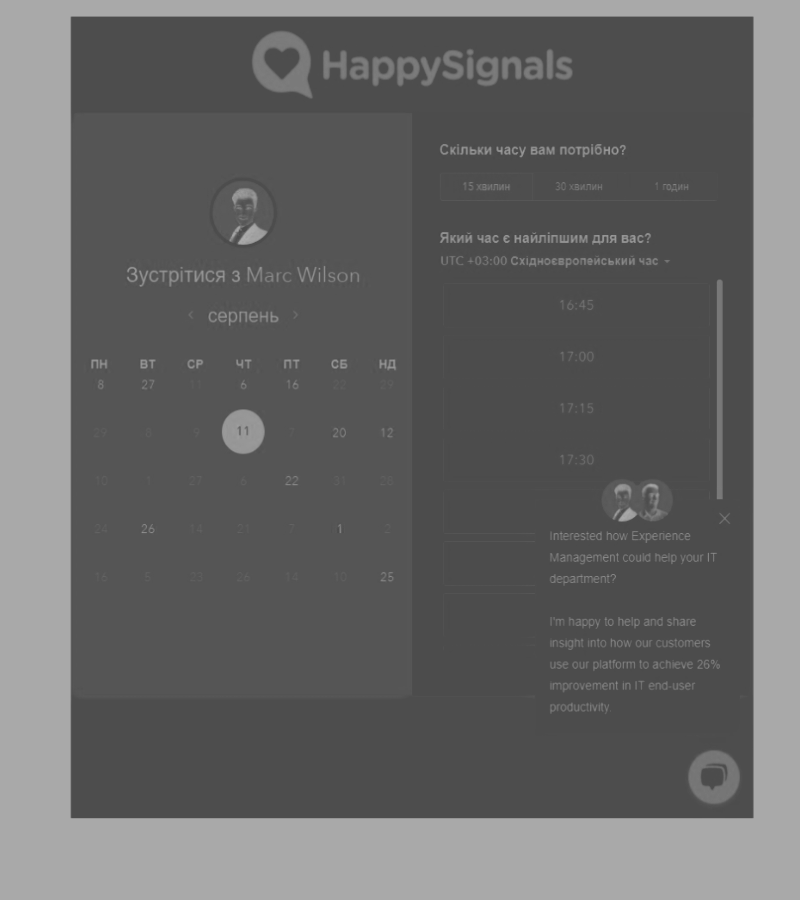 HappySignals
Зустрітися з Marc Wilson
серпень
ПН ВТ СР ЧТ ПТ СБ НД
8 27 11 6 16 22 29
29 8 9 11 7 20 12
10 1 27 6 22 31 26
24 26 14 21 7 1 2
16 5 23 26 14 10 25
Скільки часу вам потрібно?
15 хвилин 30 хвилин 1 годин
Який час є найліпшим для вас?
UTC +03:00 Східноєвропейський час
16:45
17:00
17:15
17:30
Interested how Experience
Management could help your IT
department?
I'm happy to help and share
insight into how our customers
use our platform to achieve 26%
improvement in IT end-user
productivity.